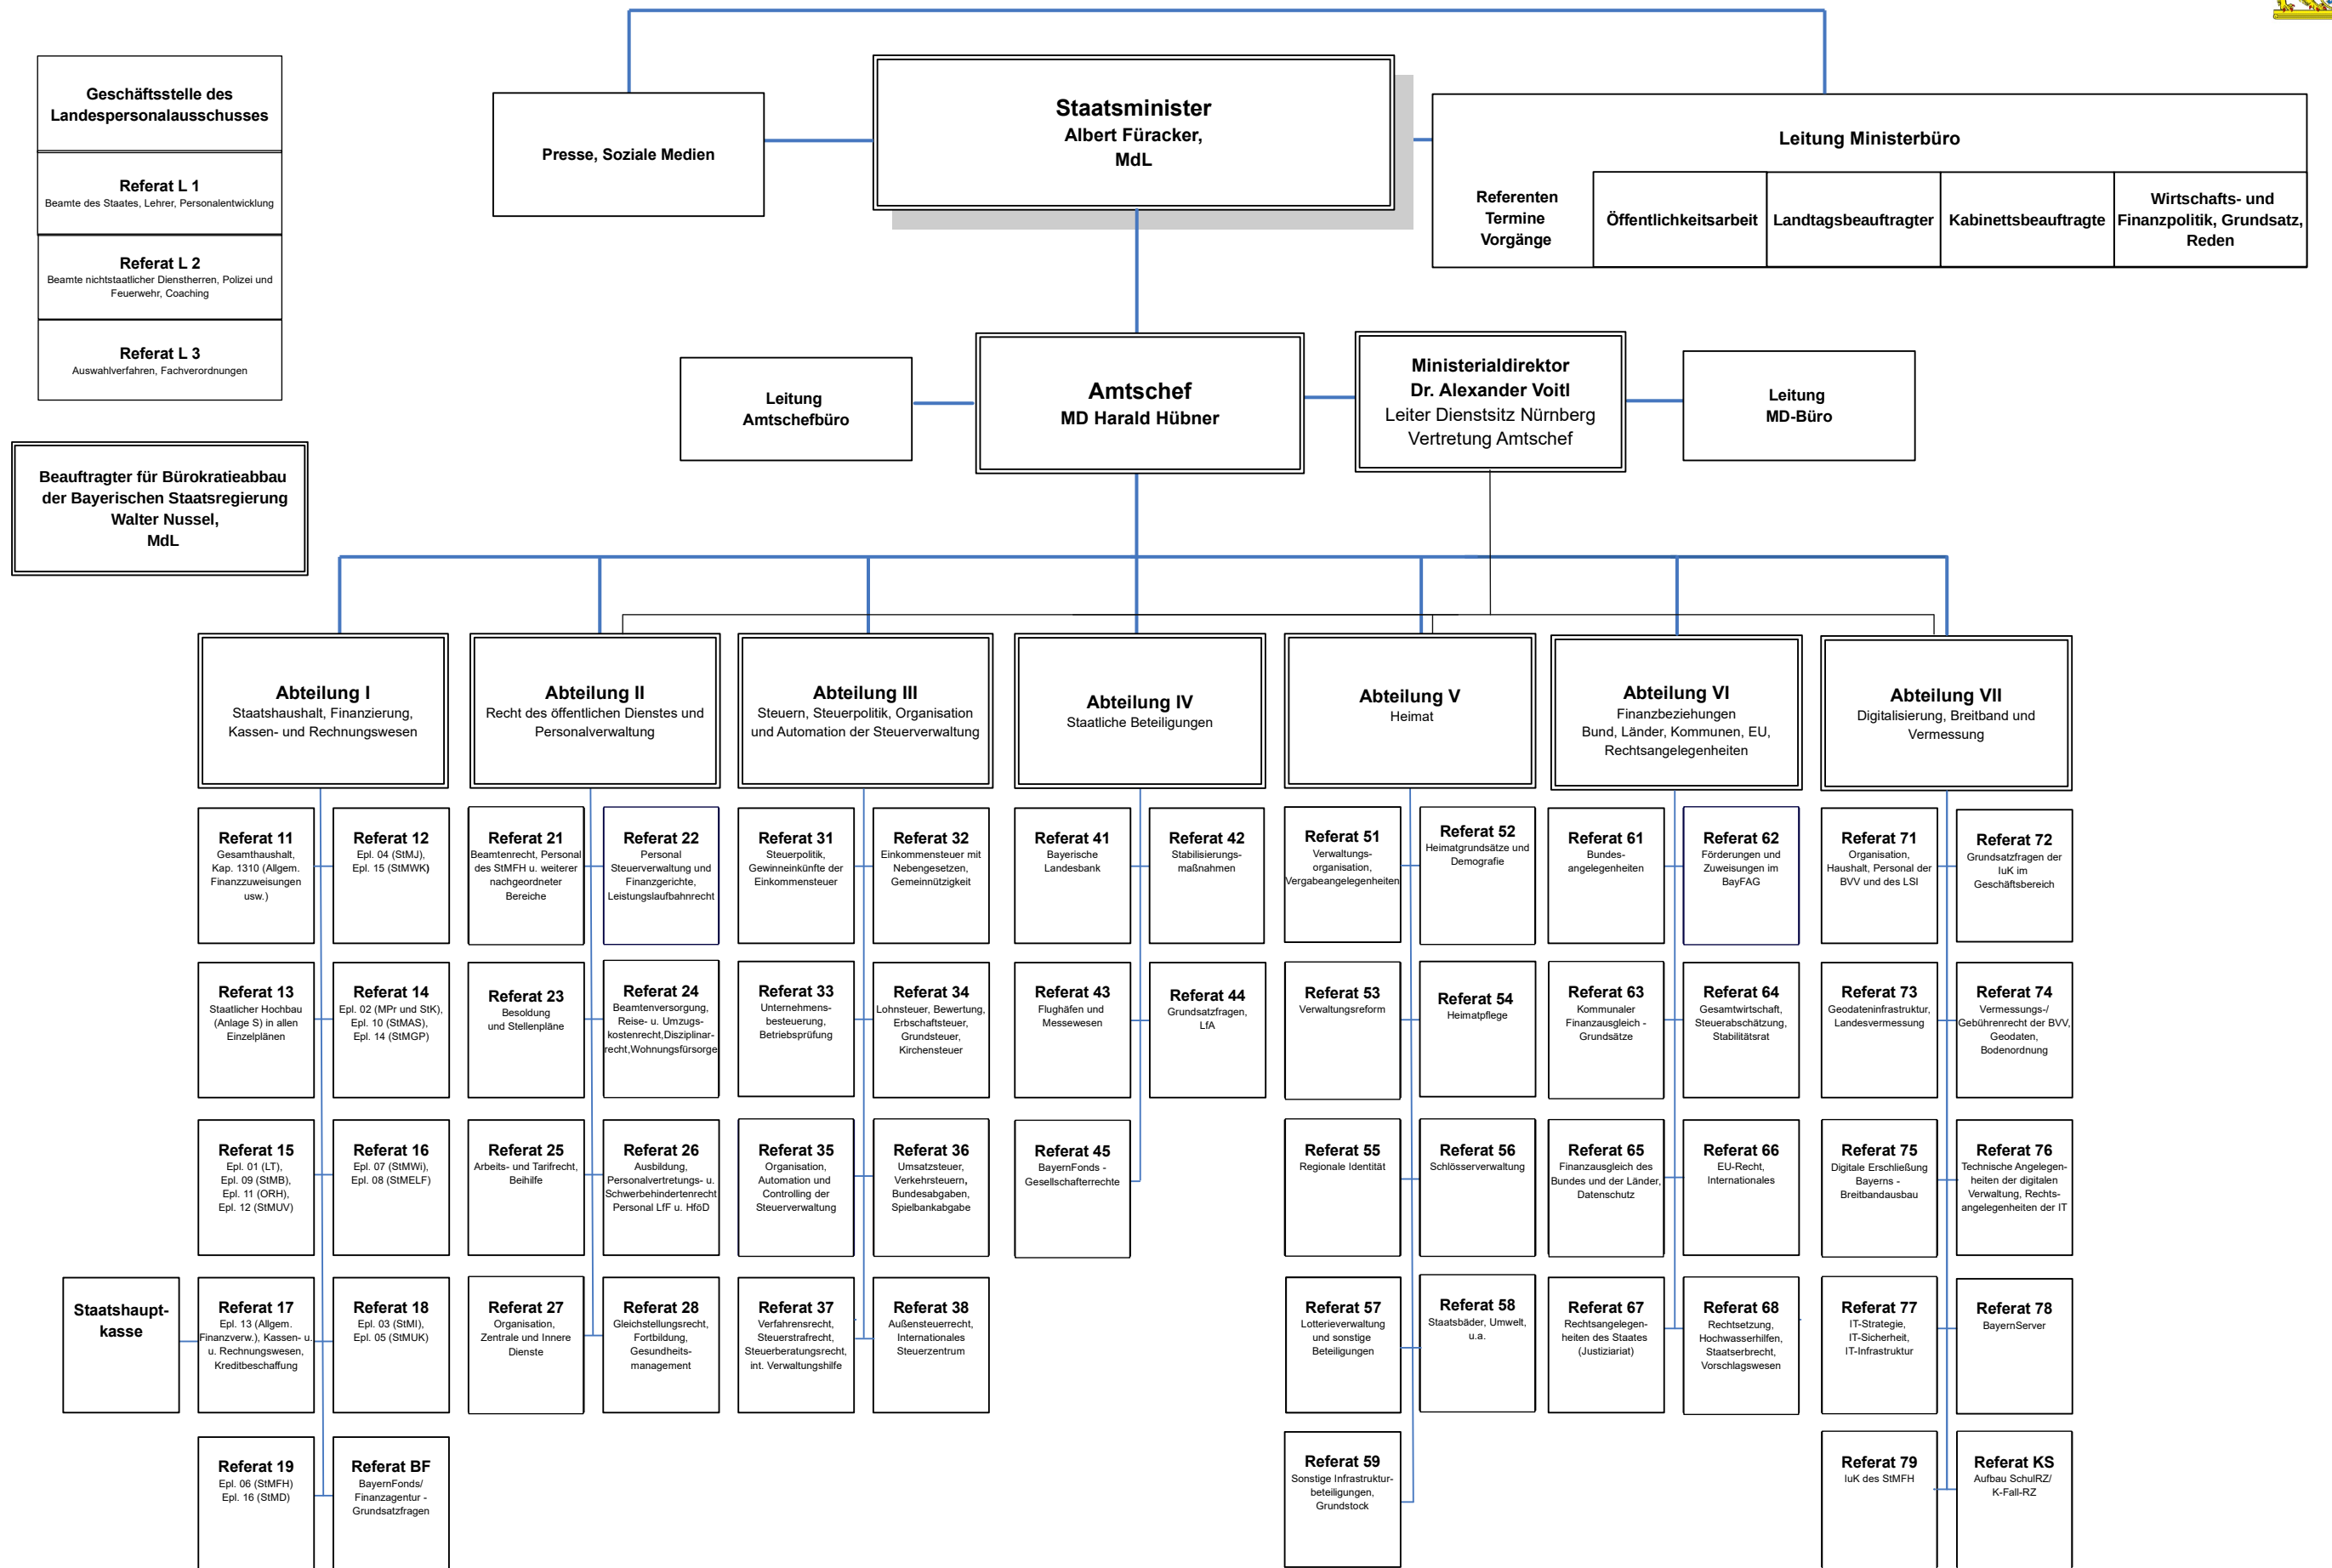 Geschäftsstelle des
Landespersonalausschusses
Referat L 1
Beamte des Staates, Lehrer, Personalentwicklung
Referat L 2
Beamte nichtstaatlicher Dienstherren, Polizei und
Feuerwehr, Coaching
Referat L 3
Auswahlverfahren, Fachverordnungen
Beauftragter für Bürokratieabbau
der Bayerischen Staatsregierung
Walter Nussel,
MdL
Presse, Soziale Medien
Staatsminister
Albert Füracker,
MdL
Leitung Ministerbüro
Referenten
Termine
Vorgänge
Öffentlichkeitsarbeit
Landtagsbeauftragter
Kabinettsbeauftragte
Wirtschafts- und
Finanzpolitik, Grundsatz,
Reden
Leitung
Amtschefbüro
Amtschef
MD Harald Hübner
Ministerialdirektor
Dr. Alexander Voitl
Leiter Dienstsitz Nürnberg
Vertretung Amtschef
Leitung
MD-Büro
Abteilung I
Staatshaushalt, Finanzierung,
Kassen- und Rechnungswesen
Abteilung II
Recht des öffentlichen Dienstes und
Personalverwaltung
Abteilung III
Steuern, Steuerpolitik, Organisation
und Automation der Steuerverwaltung
Abteilung IV
Staatliche Beteiligungen
Abteilung V
Heimat
Abteilung VI
Finanzbeziehungen
Bund, Länder, Kommunen, EU,
Rechtsangelegenheiten
Abteilung VII
Digitalisierung, Breitband und
Vermessung
Referat 11
Gesamthaushalt,
Kap. 1310 (Allgem.
Finanzzuweisungen
usw.)
Referat 12
Epl. 04 (StMJ),
Epl. 15 (StMWK)
Referat 21
Beamtenrecht, Personal
des StMFH u. weiterer
nachgeordneter
Bereiche
Referat 22
Personal
Steuerverwaltung und
Finanzgerichte,
Leistungslaufbahnrecht
Referat 31
Steuerpolitik,
Gewinneinkünfte der
Einkommensteuer
Referat 32
Einkommensteuer mit
Nebengesetzen,
Gemeinnützigkeit
Referat 41
Bayerische
Landesbank
Referat 42
Stabilisierungs-
maßnahmen
Referat 51
Verwaltungs-
organisation,
Vergabeangelegenheiten
Referat 52
Heimatgrundsätze und
Demografie
Referat 61
Bundes-
angelegenheiten
Referat 62
Förderungen und
Zuweisungen im
BayFAG
Referat 71
Organisation,
Haushalt, Personal der
BVV und des LSI
Referat 72
Grundsatzfragen der
IuK im
Geschäftsbereich
Referat 13
Staatlicher Hochbau
(Anlage S) in allen
Einzelplänen
Referat 14
Epl. 02 (MPr und StK),
Epl. 10 (StMAS),
Epl. 14 (StMGP)
Referat 23
Besoldung
und Stellenpläne
Referat 24
Beamtenversorgung,
Reise- u. Umzugs-
kostenrecht,Disziplinar-
recht,Wohnungsfürsorge
Referat 33
Unternehmens-
besteuerung,
Betriebsprüfung
Referat 34
Lohnsteuer, Bewertung,
Erbschaftsteuer,
Grundsteuer,
Kirchensteuer
Referat 43
Flughäfen und
Messewesen
Referat 44
Grundsatzfragen,
LfA
Referat 53
Verwaltungsreform
Referat 54
Heimatpflege
Referat 63
Kommunaler
Finanzausgleich -
Grundsätze
Referat 64
Gesamtwirtschaft,
Steuerabschätzung,
Stabilitätsrat
Referat 73
Geodateninfrastruktur,
Landesvermessung
Referat 74
Vermessungs-/
Gebührenrecht der BVV,
Geodaten,
Bodenordnung
Referat 15
Epl. 01 (LT),
Epl. 09 (StMB),
Epl. 11 (ORH),
Epl. 12 (StMUV)
Referat 16
Epl. 07 (StMWi),
Epl. 08 (StMELF)
Referat 25
Arbeits- und Tarifrecht,
Beihilfe
Referat 26
Ausbildung,
Personalvertretungs- u.
Schwerbehindertenrecht
Personal LfF u. HföD
Referat 35
Organisation,
Automation und
Controlling der
Steuerverwaltung
Referat 36
Umsatzsteuer,
Verkehrsteuern,
Bundesabgaben,
Spielbankabgabe
Referat 45
BayernFonds -
Gesellschafterrechte
Referat 55
Regionale Identität
Referat 56
Schlösserverwaltung
Referat 65
Finanzausgleich des
Bundes und der Länder,
Datenschutz
Referat 66
EU-Recht,
Internationales
Referat 75
Digitale Erschließung
Bayerns -
Breitbandausbau
Referat 76
Technische Angelegen-
heiten der digitalen
Verwaltung, Rechts-
angelegenheiten der IT
Staatshaupt-
kasse
Referat 17
Epl. 13 (Allgem.
Finanzverw.), Kassen- u.
u. Rechnungswesen,
Kreditbeschaffung
Referat 18
Epl. 03 (StMI),
Epl. 05 (StMUK)
Referat 27
Organisation,
Zentrale und Innere
Dienste
Referat 28
Gleichstellungsrecht,
Fortbildung,
Gesundheits-
management
Referat 37
Verfahrensrecht,
Steuerstrafrecht,
Steuerberatungsrecht,
int. Verwaltungshilfe
Referat 38
Außensteuerrecht,
Internationales
Steuerzentrum
Referat 57
Lotterieverwaltung
und sonstige
Beteiligungen
Referat 58
Staatsbäder, Umwelt,
u.a.
Referat 67
Rechtsangelegen-
heiten des Staates
(Justiziariat)
Referat 68
Rechtsetzung,
Hochwasserhilfen,
Staatserbrecht,
Vorschlagswesen
Referat 77
IT-Strategie,
IT-Sicherheit,
IT-Infrastruktur
Referat 78
BayernServer
Referat 19
Epl. 06 (StMFH)
Epl. 16 (StMD)
Referat BF
BayernFonds/
Finanzagentur -
Grundsatzfragen
Referat 59
Sonstige Infrastruktur-
beteiligungen,
Grundstock
Referat 79
IuK des StMFH
Referat KS
Aufbau SchulRZ/
K-Fall-RZ